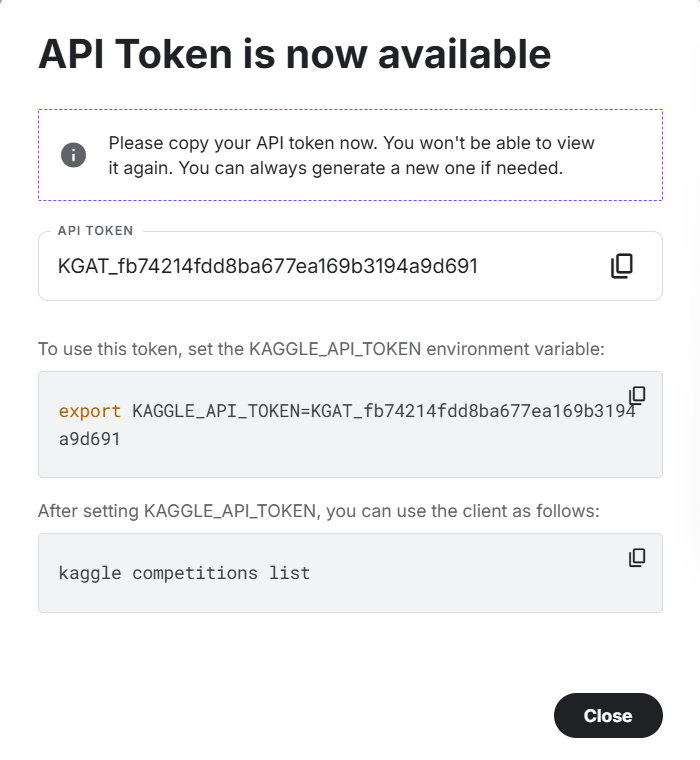 API Token is now available
Please copy your API token now. You won't be able to view
it again. You can always generate a new one if needed.
API TOKEN
KGAT_fb74214fdd8ba677ea169b3194a9d691
To use this token, set the KAGGLE_API_TOKEN environment variable:
export KAGGLE_API_TOKEN=KGAT_fb74214fdd8ba677ea169b3194
a9d691
After setting KAGGLE_API_TOKEN, you can use the client as follows:
kaggle competitions list
Close